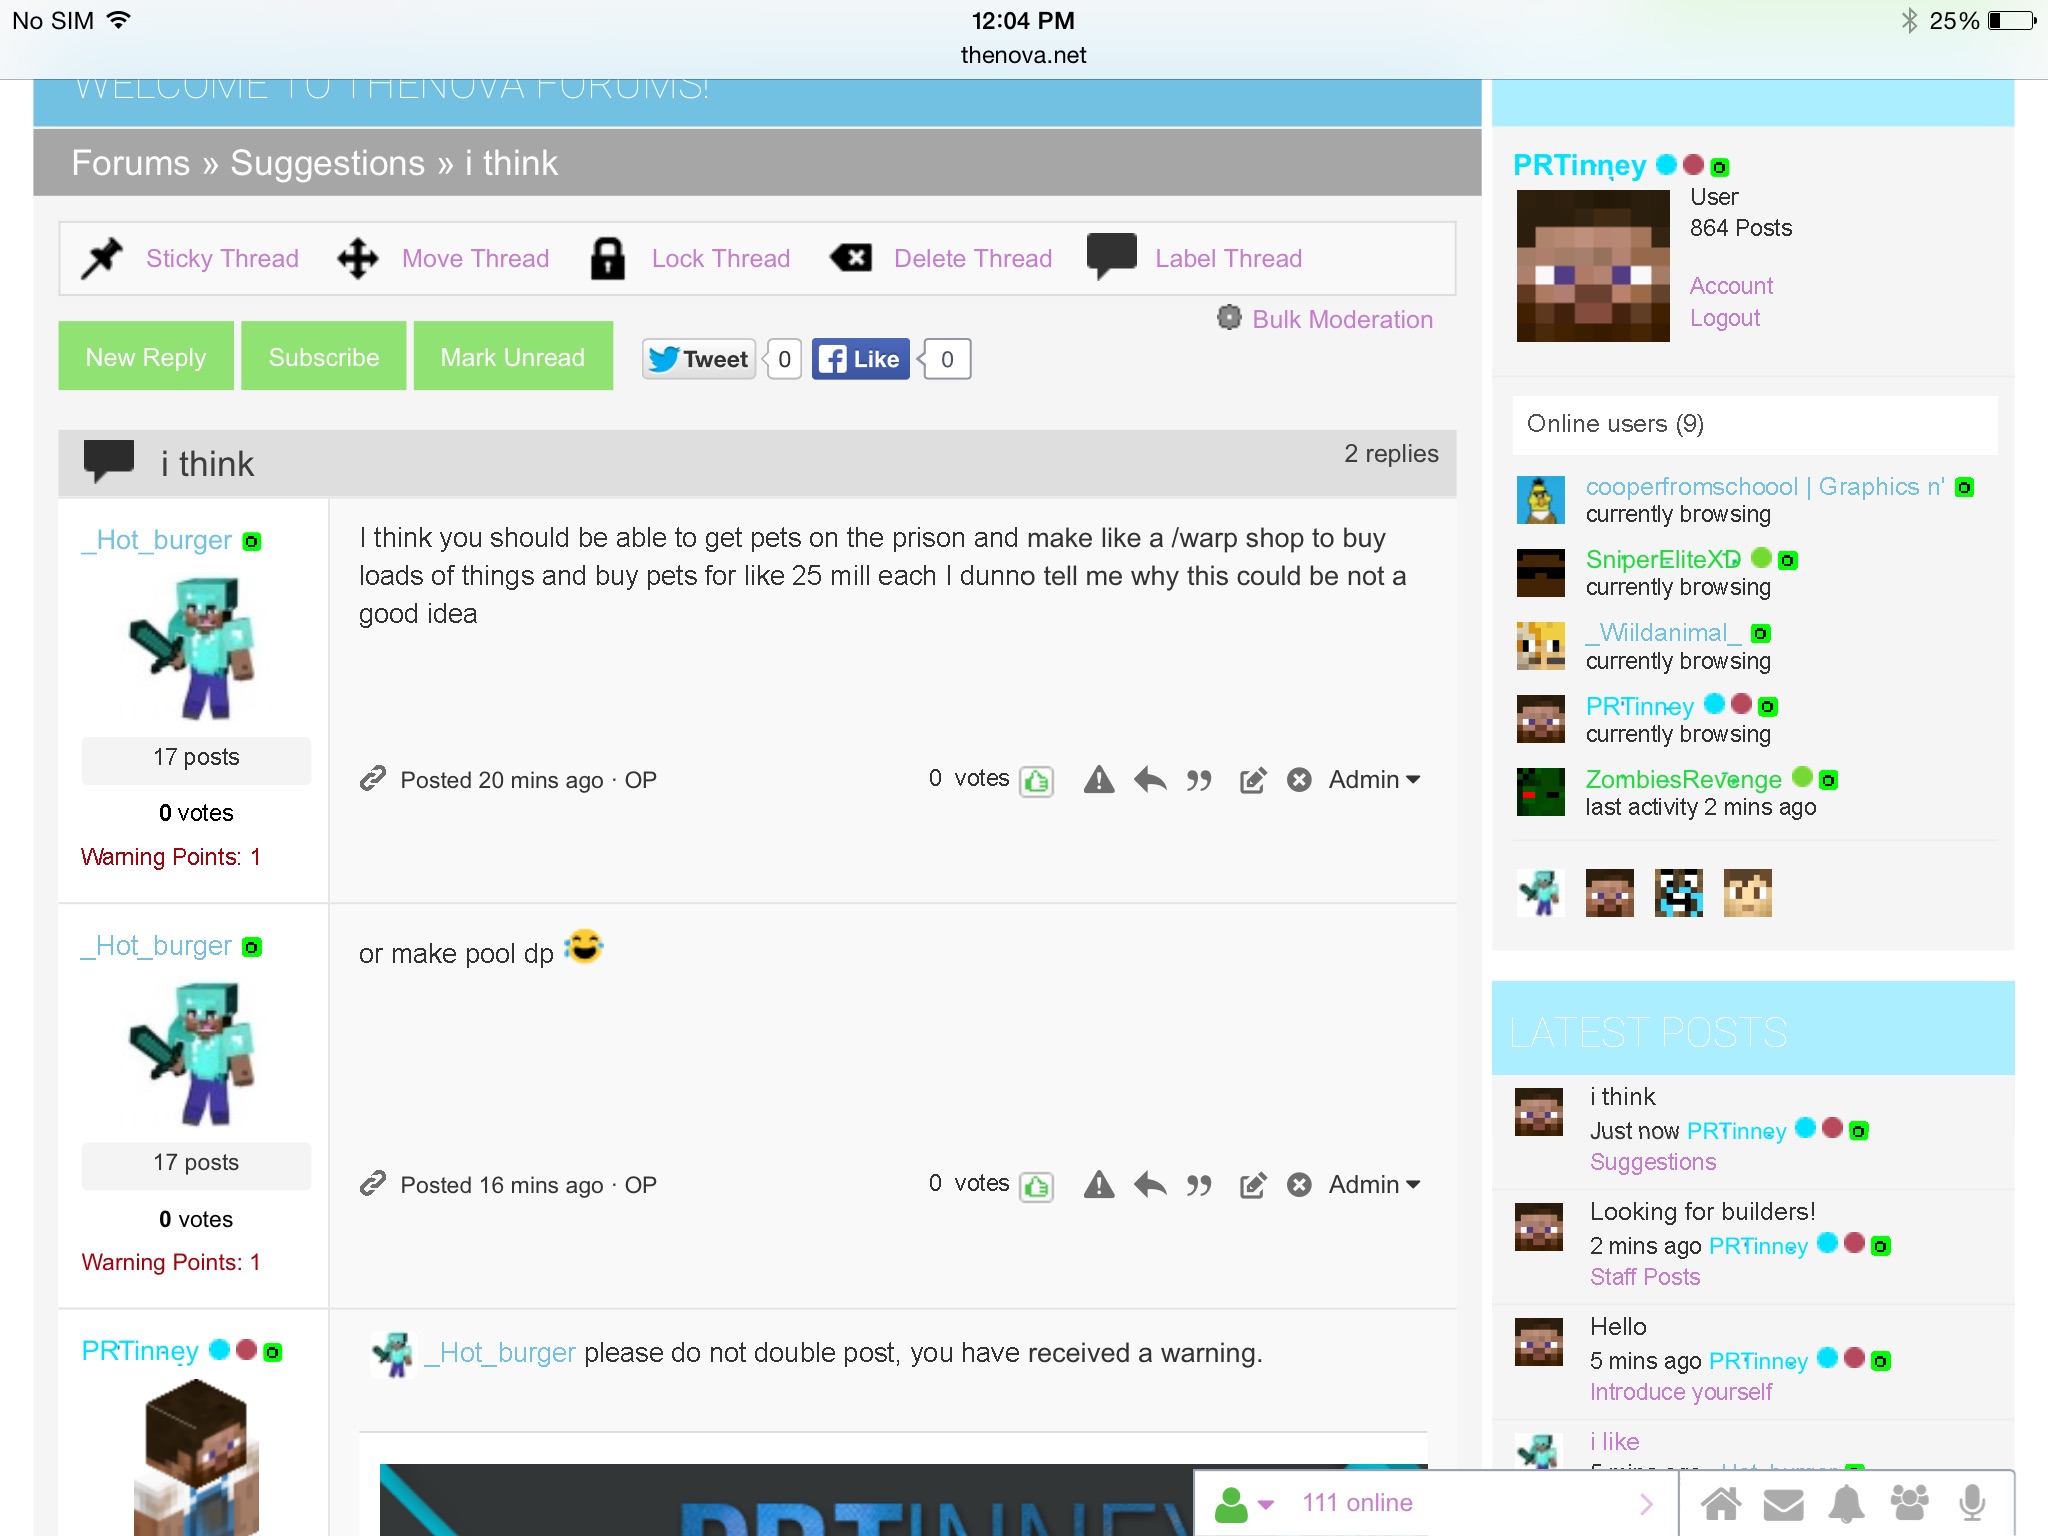 No SIM
12:04 PM
25%
thenova.net
WELCOME TO THENOVA FORUMS!
Forums » Suggestions » i think
Sticky Thread
Move Thread
Lock Thread
Delete Thread
Label Thread
Bulk Moderation
New Reply
Subscribe
Mark Unread
Tweet
0
Like
0
i think
2 replies
_Hot_burger
17 posts
0 votes
Warning Points: 1
I think you should be able to get pets on the prison and make like a /warp shop to buy
loads of things and buy pets for like 25 mill each I dunno tell me why this could be not a
good idea
Posted 20 mins ago · OP
0 votes
Admin
_Hot_burger
17 posts
0 votes
Warning Points: 1
or make pool dp 😂
Posted 16 mins ago · OP
0 votes
Admin
PRTinney
_Hot_burger please do not double post, you have received a warning.
PRTINNEY
PRTinney
User
864 Posts
Account
Logout
Online users (9)
cooperfromschoool | Graphics n'
currently browsing
SniperEliteXD
currently browsing
_Wiildanimal_
currently browsing
PRTinney
currently browsing
ZombiesRevenge
last activity 2 mins ago
LATEST POSTS
i think
Just now PRTinney
Suggestions
Looking for builders!
2 mins ago PRTinney
Staff Posts
Hello
5 mins ago PRTinney
Introduce yourself
i like
5 mins ago _Hot_burger
111 online